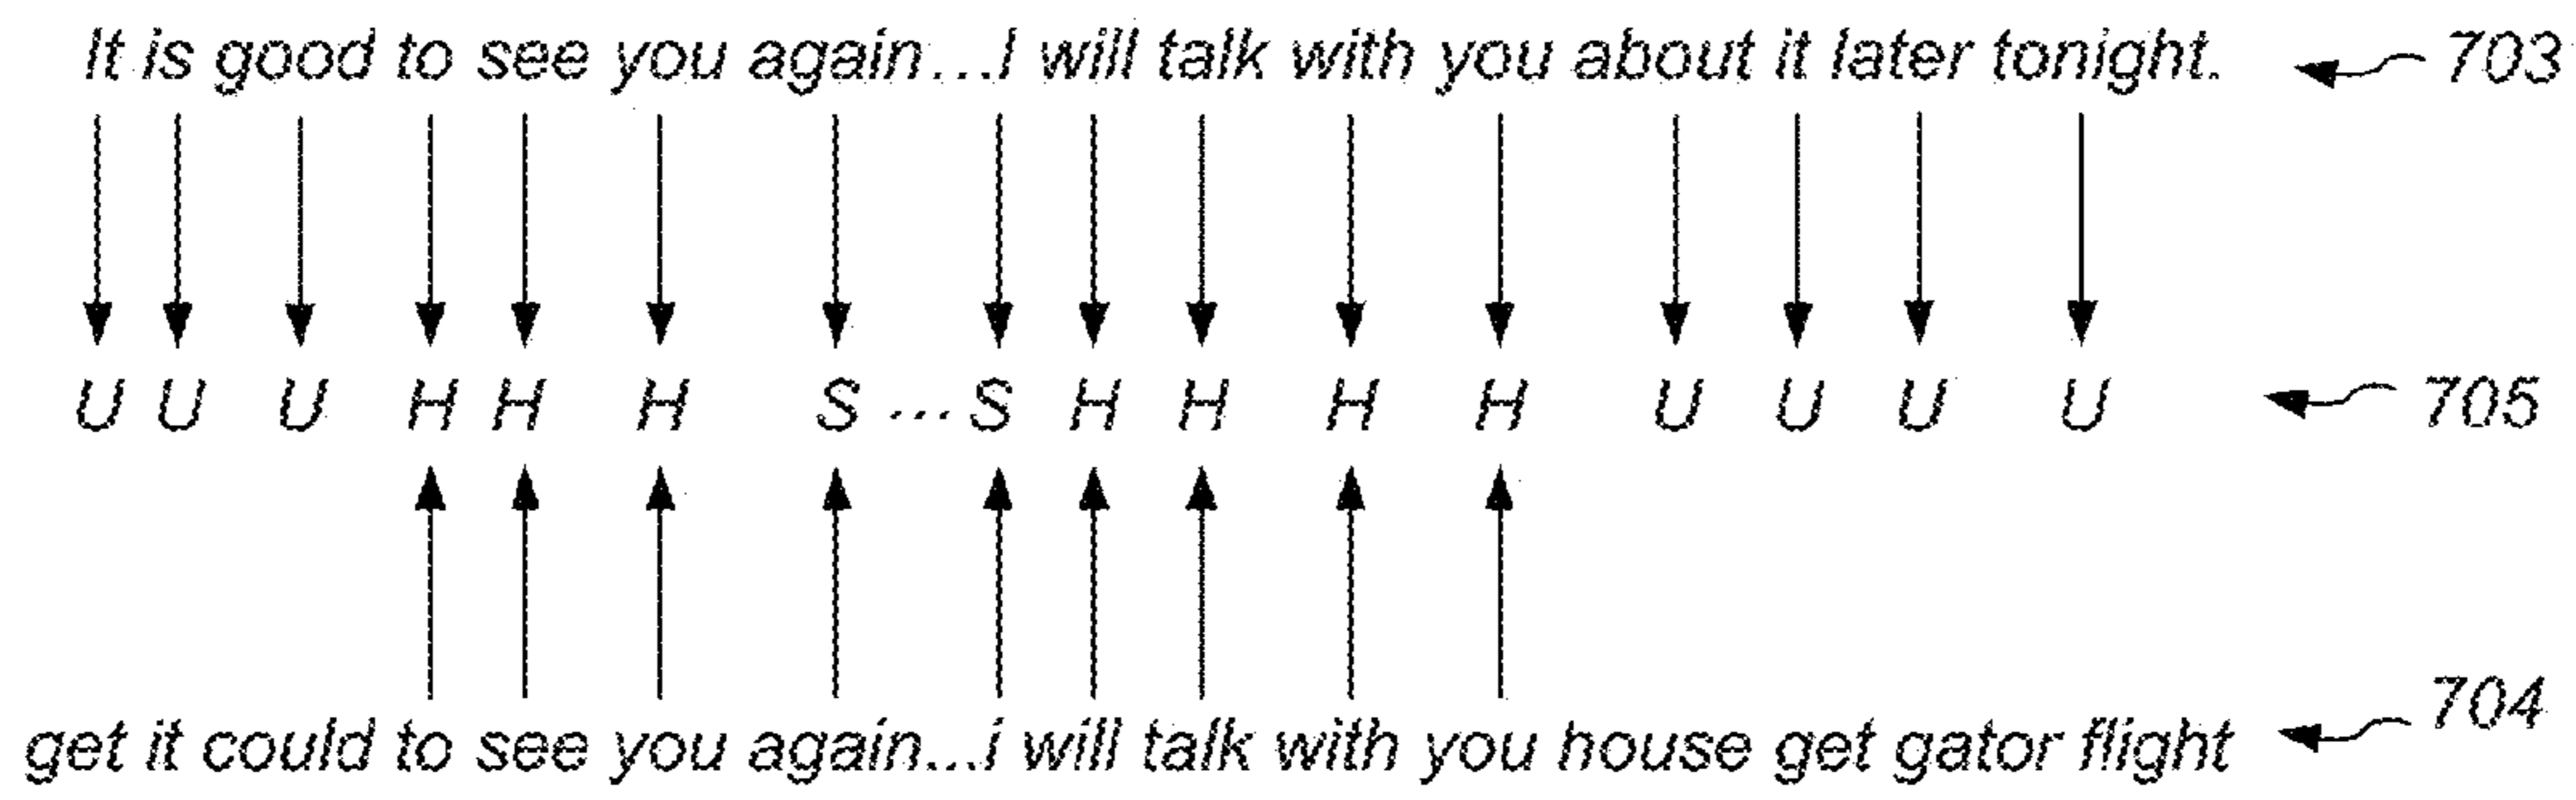 It is good to see you again...I will talk with you about it later tonight. 703
U U U H H H S ... S H H H H U U U U 705
get it could to see you again...i will talk with you house get gator flight 704